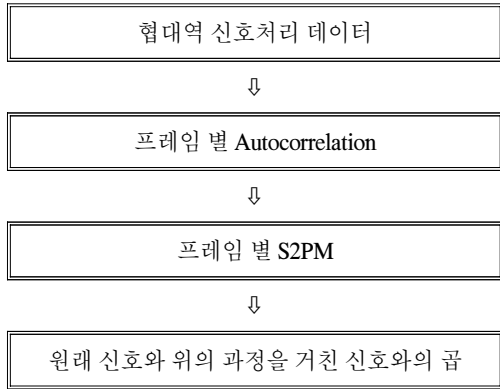 협대역 신호처리 데이터
⇩
프레임 별 Autocorrelation
⇩
프레임 별 S2PM
⇩
원래 신호와 위의 과정을 거친 신호와의 곱